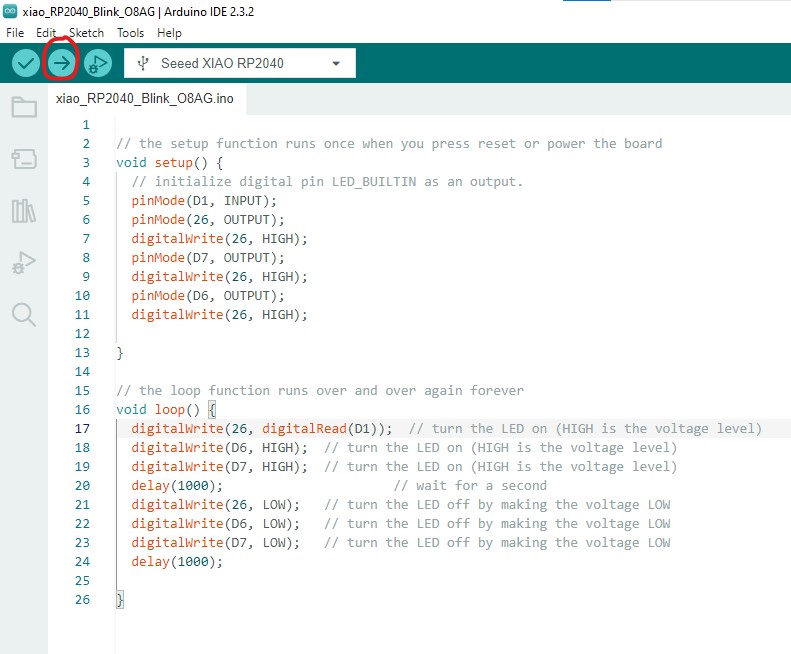 xiao_RP2040_Blink_O8AG | Arduino IDE 2.3.2
File Edit Sketch Tools Help
Seeed XIAO RP2040
xiao_RP2040_Blink_O8AG.ino
1
2 // the setup function runs once when you press reset or power the board
3 void setup() {
4 // initialize digital pin LED_BUILTIN as an output.
5 pinMode(D1, INPUT);
6 pinMode(26, OUTPUT);
7 digitalWrite(26, HIGH);
8 pinMode(D7, OUTPUT);
9 digitalWrite(26, HIGH);
10 pinMode(D6, OUTPUT);
11 digitalWrite(26, HIGH);
12
13 }
14
15 // the loop function runs over and over again forever
16 void loop() {
17 digitalWrite(26, digitalRead(D1)); // turn the LED on (HIGH is the voltage level)
18 digitalWrite(D6, HIGH); // turn the LED on (HIGH is the voltage level)
19 digitalWrite(D7, HIGH); // turn the LED on (HIGH is the voltage level)
20 delay(1000); // wait for a second
21 digitalWrite(26, LOW); // turn the LED off by making the voltage LOW
22 digitalWrite(D6, LOW); // turn the LED off by making the voltage LOW
23 digitalWrite(D7, LOW); // turn the LED off by making the voltage LOW
24 delay(1000);
25
26 }